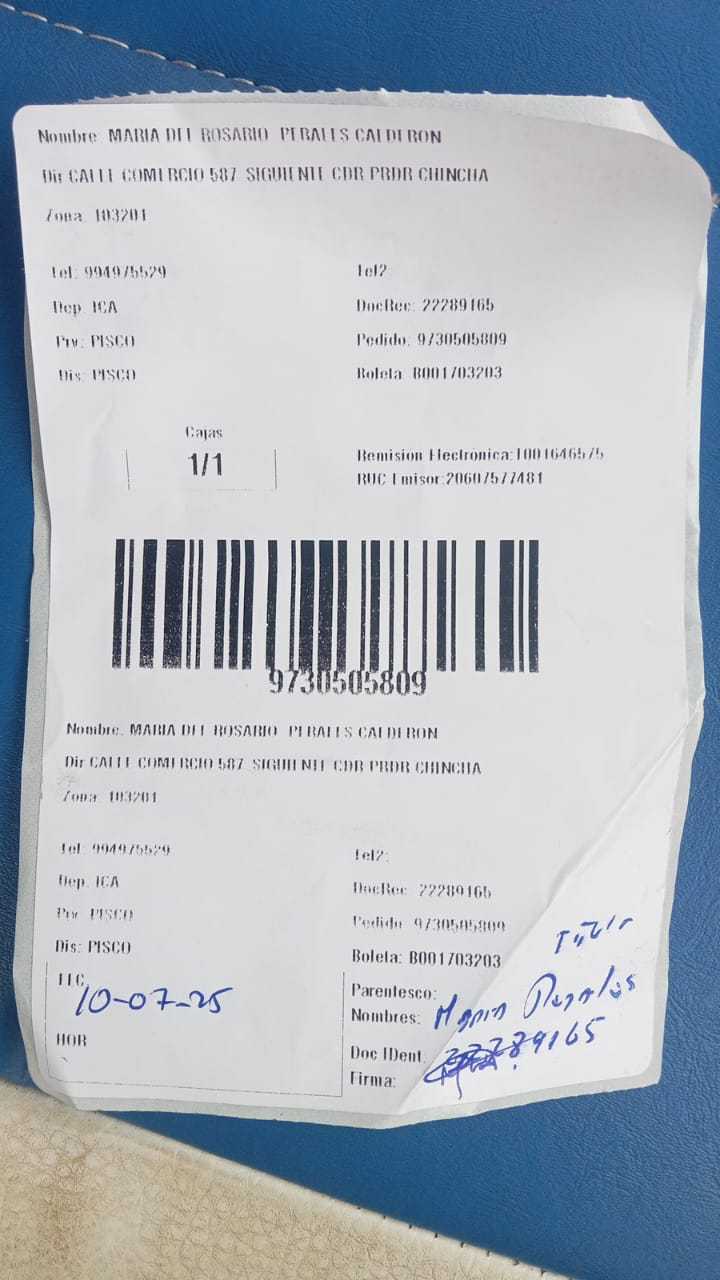 Nombre: MARIA DEL ROSARIO PERALES CALDERON
Dir CALLE COMERCIO 587 SIGUIENTE CDR PRDR CHINCHA
Zona: 103201
Tel: 994975529 Tel2:
Dep. ICA DocRec: 22289165
Prv: PISCO Pedido: 9730505809
Dis: PISCO Boleta: B001703203
Cajas
1/1
Remision Electronica:T001646575
RUC Emisor:20607577481
9730505809
Nombre: MARIA DEL ROSARIO PERALES CALDERON
Dir CALLE COMERCIO 587 SIGUIENTE CDR PRDR CHINCHA
Zona: 103201
Tel: 994975529 Tel2:
Dep. ICA DocRec: 22289165
Prv: PISCO Pedido: 9730505809
Dis: PISCO Boleta: B001703203
FEC 10-07-25
HOR
Parentesco: Titular
Nombres: Maria Perales
Doc IDent: 22289165
Firma: